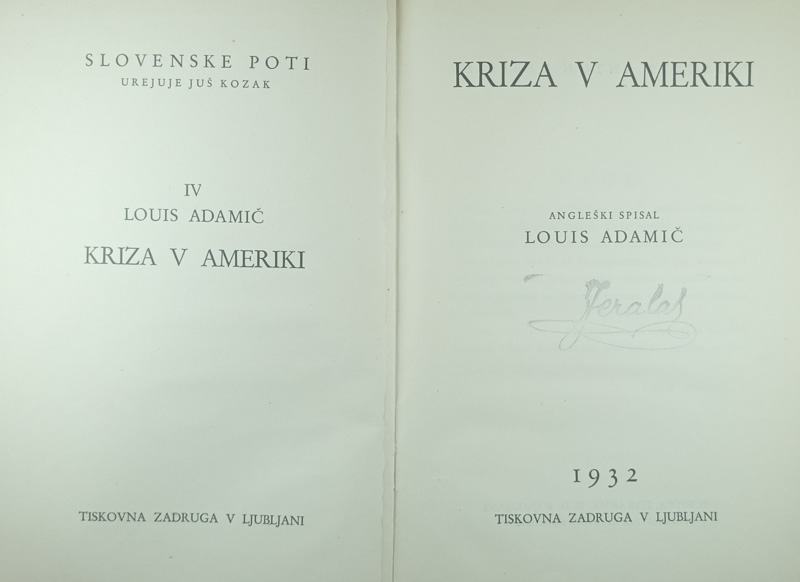 SLOVENSKE POTI
UREJUJE JUŠ KOZAK
IV
LOUIS ADAMIČ
KRIZA V AMERIKI
TISKOVNA ZADRUGA V LJUBLJANI
KRIZA V AMERIKI
ANGLEŠKI SPISAL
LOUIS ADAMIČ
1932
TISKOVNA ZADRUGA V LJUBLJANI